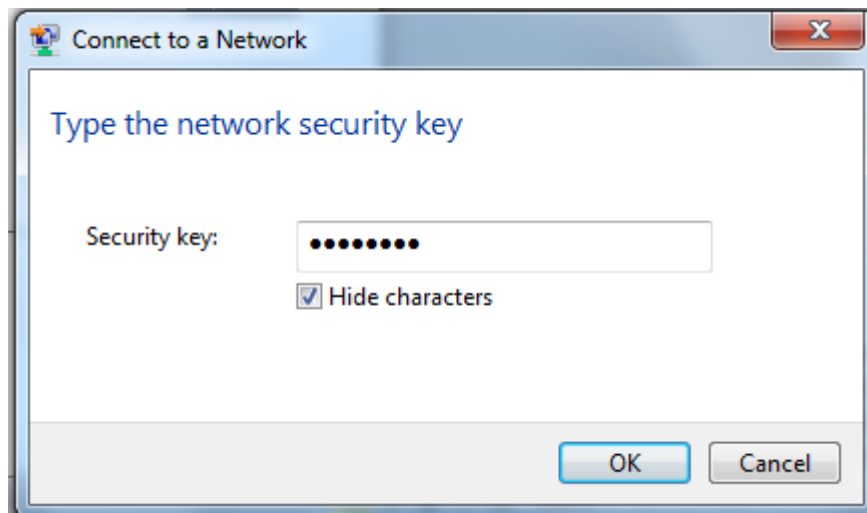 Connect to a Network
Type the network security key
Security key: ••••••••
Hide characters
OK Cancel